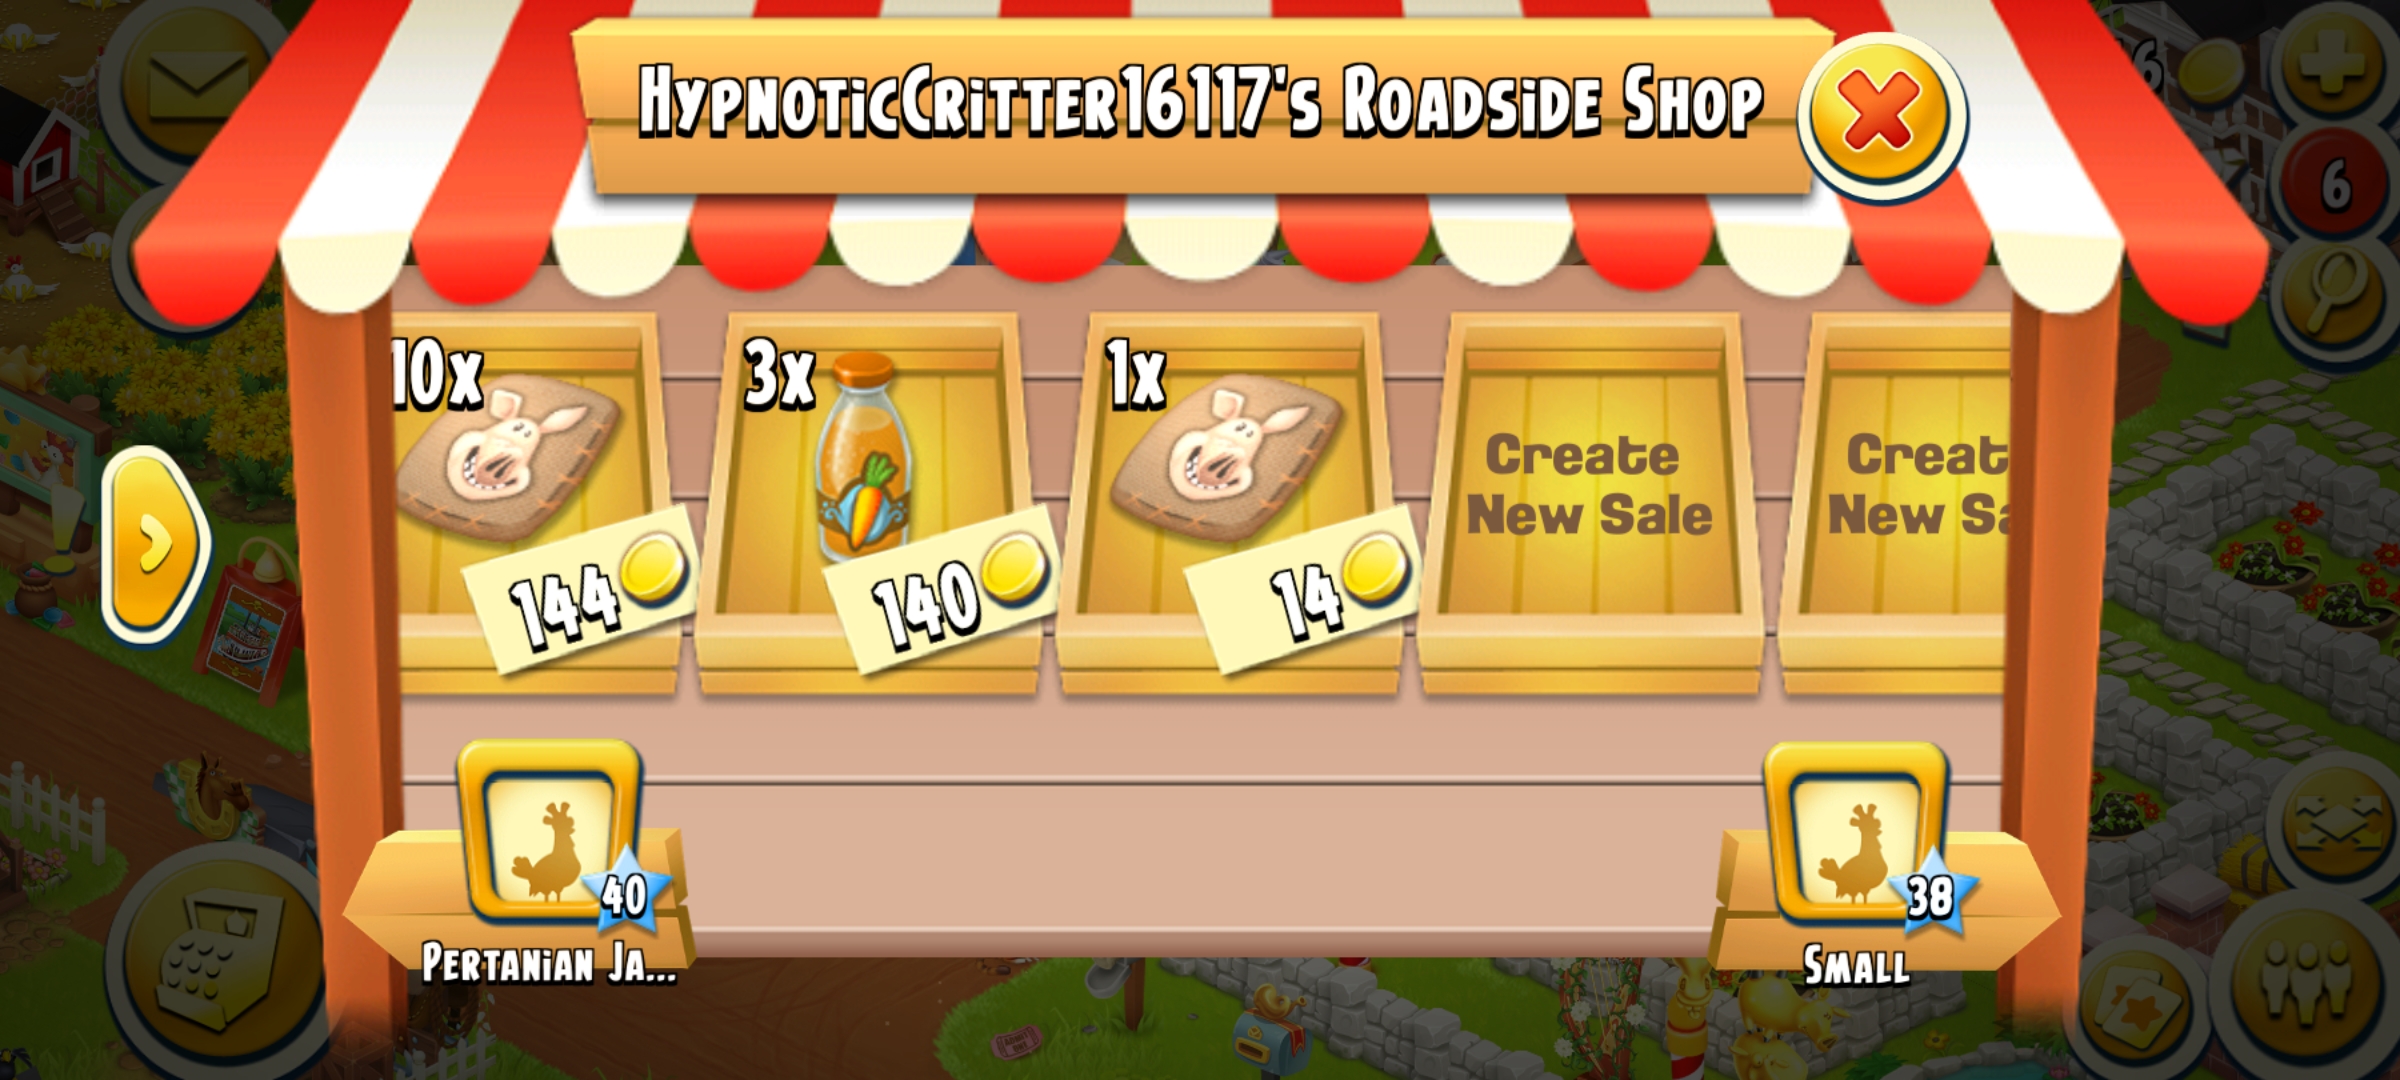 HYPNOTiCCRiTTER16117'S ROADSiDE SHOP
6
6
10x
3x
1x
144
140
14
Create
New Sale
Creat
New Sa
40
38
PERTANiAN JA...
SMALL